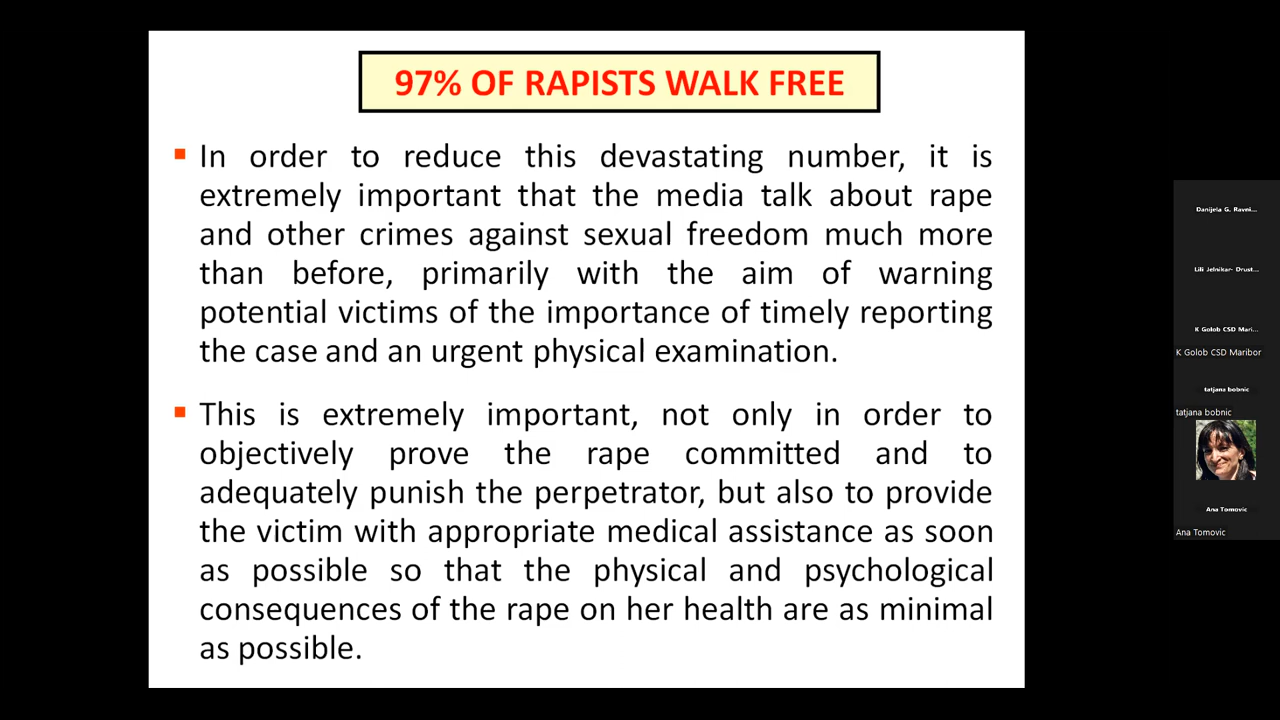 97% OF RAPISTS WALK FREE
In order to reduce this devastating number, it is
extremely important that the media talk about rape
and other crimes against sexual freedom much more
than before, primarily with the aim of warning
potential victims of the importance of timely reporting
the case and an urgent physical examination.
This is extremely important, not only in order to
objectively prove the rape committed and to
adequately punish the perpetrator, but also to provide
the victim with appropriate medical assistance as soon
as possible so that the physical and psychological
consequences of the rape on her health are as minimal
as possible.
Danijela G. Ravni...
Lili Jelnikar- Drust...
K Golob CSD Mari...
K Golob CSD Maribor
tatjana bobnic
tatjana bobnic
Ana Tomovic
Ana Tomovic